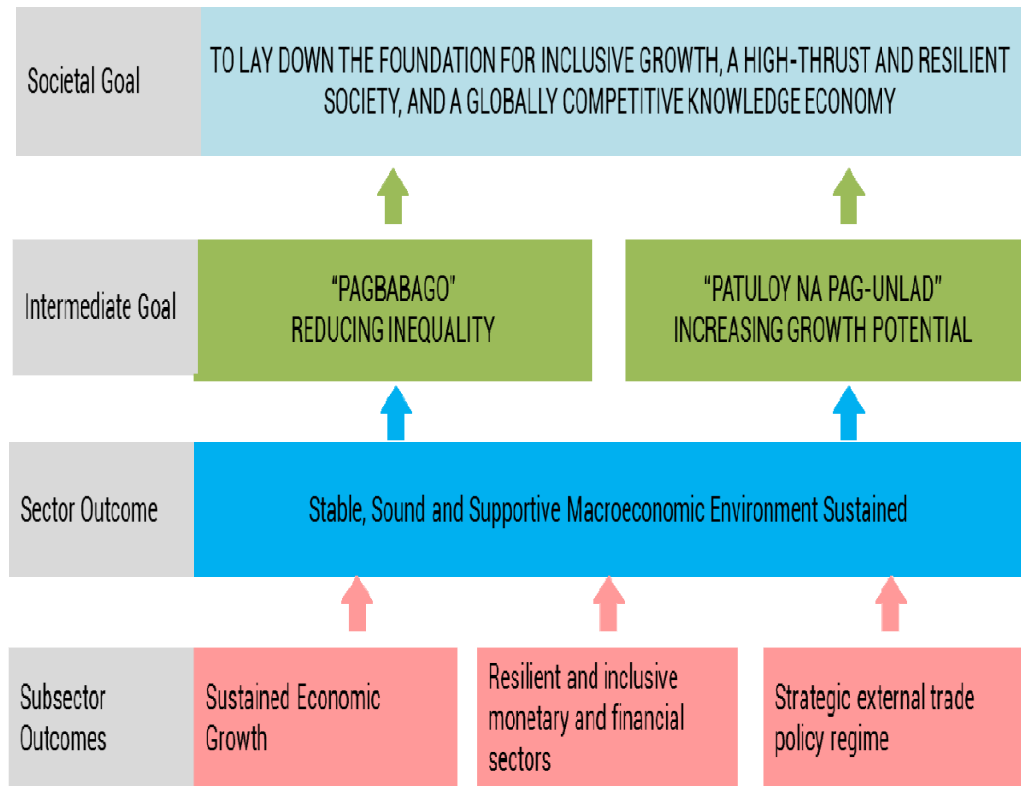 Societal Goal
TO LAY DOWN THE FOUNDATION FOR INCLUSIVE GROWTH, A HIGH-THRUST AND RESILIENT
SOCIETY, AND A GLOBALLY COMPETITIVE KNOWLEDGE ECONOMY
Intermediate Goal
“PAGBABAGO”
REDUCING INEQUALITY
“PATULOY NA PAG-UNLAD”
INCREASING GROWTH POTENTIAL
Sector Outcome
Stable, Sound and Supportive Macroeconomic Environment Sustained
Subsector
Outcomes
Sustained Economic
Growth
Resilient and inclusive
monetary and financial
sectors
Strategic external trade
policy regime